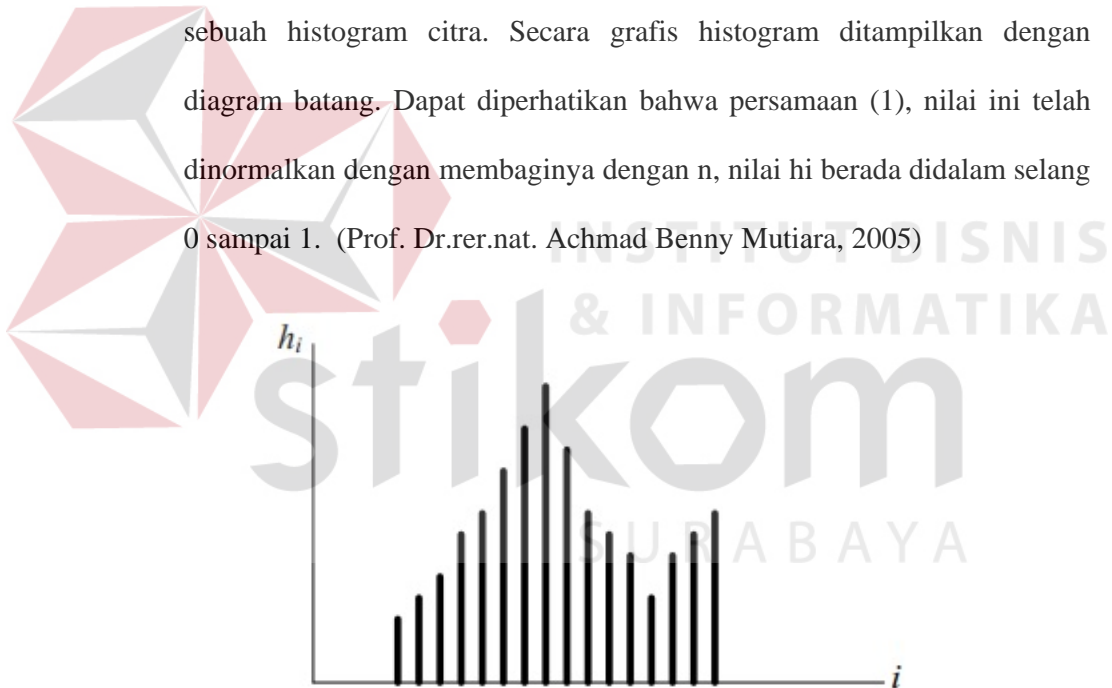 sebuah histogram citra. Secara grafis histogram ditampilkan dengan
diagram batang. Dapat diperhatikan bahwa persamaan (1), nilai ini telah
dinormalkan dengan membaginya dengan n, nilai hi berada didalam selang
0 sampai 1. (Prof. Dr.rer.nat. Achmad Benny Mutiara, 2005)
INSTITUT BISNIS
& INFORMATIKA
stikom
SURABAYA
hi
i